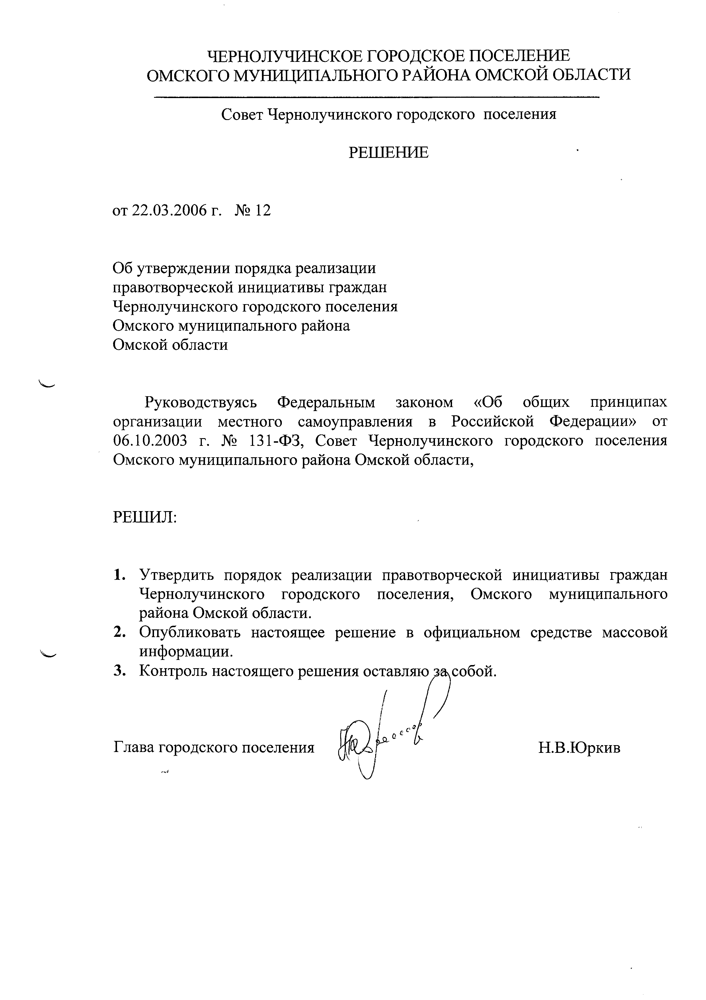 ЧЕРНОЛУЧИНСКОЕ ГОРОДСКОЕ ПОСЕЛЕНИЕ
ОМСКОГО МУНИЦИПАЛЬНОГО РАЙОНА ОМСКОЙ ОБЛАСТИ
Совет Чернолучинского городского поселения
РЕШЕНИЕ
от 22.03.2006 г. № 12
Об утверждении порядка реализации
правотворческой инициативы граждан
Чернолучинского городского поселения
Омского муниципального района
Омской области
Руководствуясь Федеральным законом «Об общих принципах
организации местного самоуправления в Российской Федерации» от
06.10.2003 г. № 131-ФЗ, Совет Чернолучинского городского поселения
Омского муниципального района Омской области,
РЕШИЛ:
1. Утвердить порядок реализации правотворческой инициативы граждан
Чернолучинского городского поселения, Омского муниципального
района Омской области.
2. Опубликовать настоящее решение в официальном средстве массовой
информации.
3. Контроль настоящего решения оставляю за собой.
Глава городского поселения Н.В.Юркив